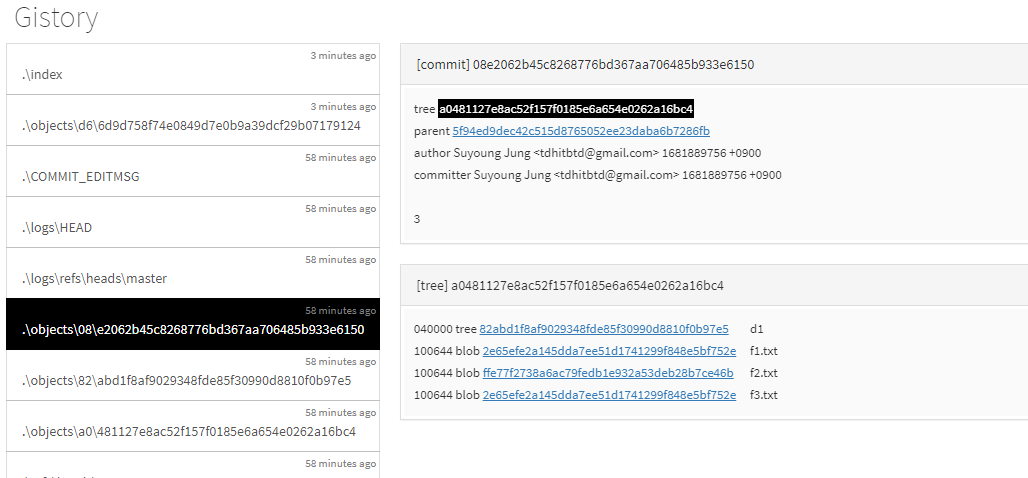 Gistory
3 minutes ago
.\index
3 minutes ago
.\objects\d6\6d9d758f74e0849d7e0b9a39dcf29b07179124
58 minutes ago
.\COMMIT_EDITMSG
58 minutes ago
.\logs\HEAD
58 minutes ago
.\logs\refs\heads\master
58 minutes ago
.\objects\08\e2062b45c8268776bd367aa706485b933e6150
58 minutes ago
.\objects\82\abd1f8af9029348fde85f30990d8810f0b97e5
58 minutes ago
.\objects\a0\481127e8ac52f157f0185e6a654e0262a16bc4
58 minutes ago
[commit] 08e2062b45c8268776bd367aa706485b933e6150
tree a0481127e8ac52f157f0185e6a654e0262a16bc4
parent 5f94ed9dec42c515d8765052ee23daba6b7286fb
author Suyoung Jung <tdhitbtd@gmail.com> 1681889756 +0900
committer Suyoung Jung <tdhitbtd@gmail.com> 1681889756 +0900
3
[tree] a0481127e8ac52f157f0185e6a654e0262a16bc4
040000 tree 82abd1f8af9029348fde85f30990d8810f0b97e5 d1
100644 blob 2e65efe2a145dda7ee51d1741299f848e5bf752e f1.txt
100644 blob ffe77f2738a6ac79fedb1e932a53deb28b7ce46b f2.txt
100644 blob 2e65efe2a145dda7ee51d1741299f848e5bf752e f3.txt